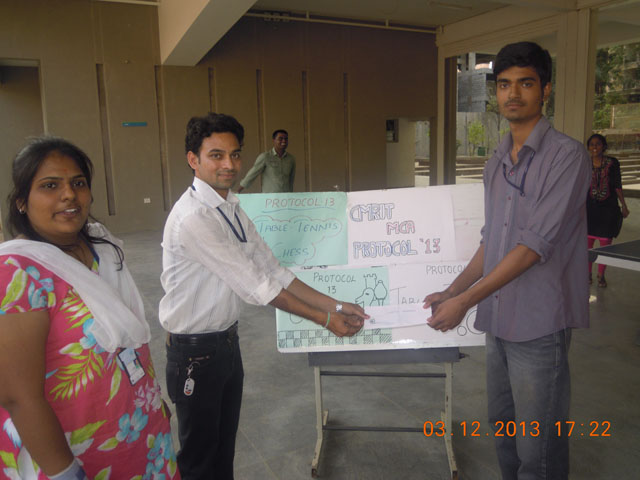 PROTOCOL:13
TABLE-TENNIS
CHESS
CMRIT
MCA
PROTOCOL '13
PROTOCOL
13
PROTOCOL
03.12.2013 17:22